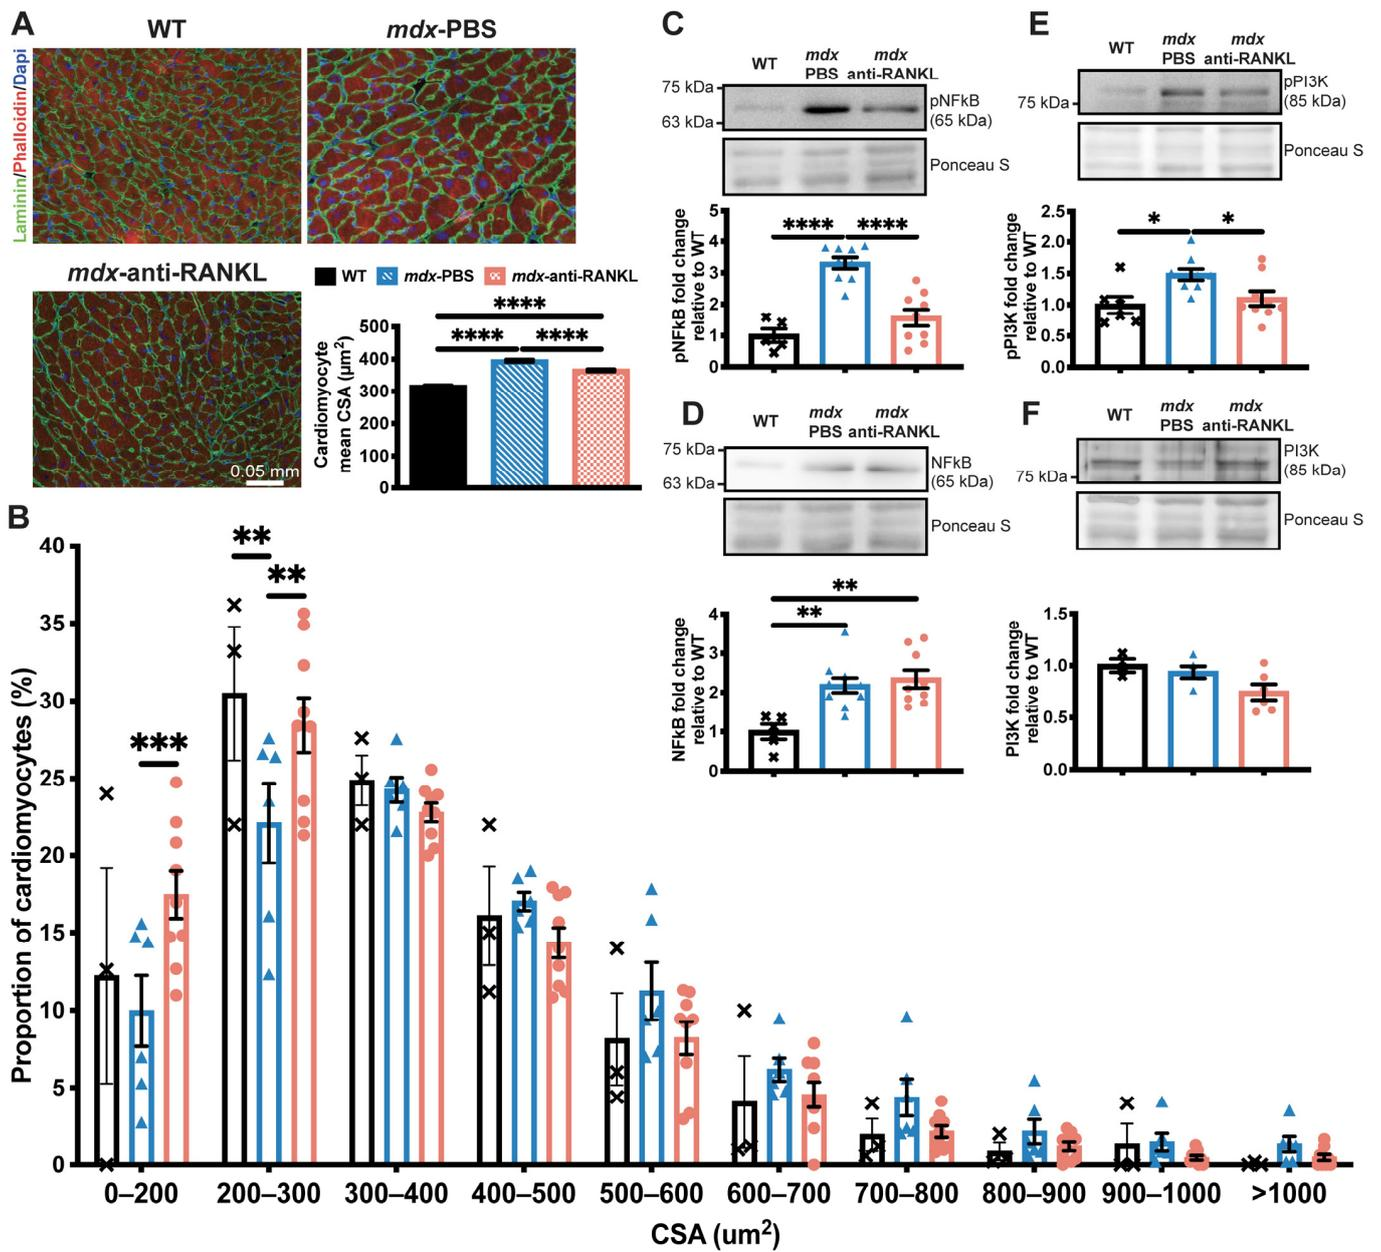 A
WT
mdx-PBS
Laminin/Phalloidin/Dapi
mdx-anti-RANKL
0.05 mm
WT
mdx-PBS
mdx-anti-RANKL
Cardiomyocyte
mean CSA (µm²)
500
400
300
200
100
0
****
****
****
B
Proportion of cardiomyocytes (%)
40
35
30
25
20
15
10
5
0
***
**
**
0–200
200–300
300–400
400–500
500–600
600–700
700–800
800–900
900–1000
>1000
CSA (um²)
C
WT
mdx
PBS
mdx
anti-RANKL
75 kDa
63 kDa
pNFkB
(65 kDa)
Ponceau S
pNFkB fold change
relative to WT
5
4
3
2
1
0
****
****
D
WT
mdx
PBS
mdx
anti-RANKL
75 kDa
63 kDa
NFkB
(65 kDa)
Ponceau S
NFkB fold change
relative to WT
4
3
2
1
0
**
**
E
WT
mdx
PBS
mdx
anti-RANKL
75 kDa
pPI3K
(85 kDa)
Ponceau S
pPI3K fold change
relative to WT
2.5
2.0
1.5
1.0
0.5
0.0
*
*
F
WT
mdx
PBS
mdx
anti-RANKL
75 kDa
PI3K
(85 kDa)
Ponceau S
PI3K fold change
relative to WT
1.5
1.0
0.5
0.0